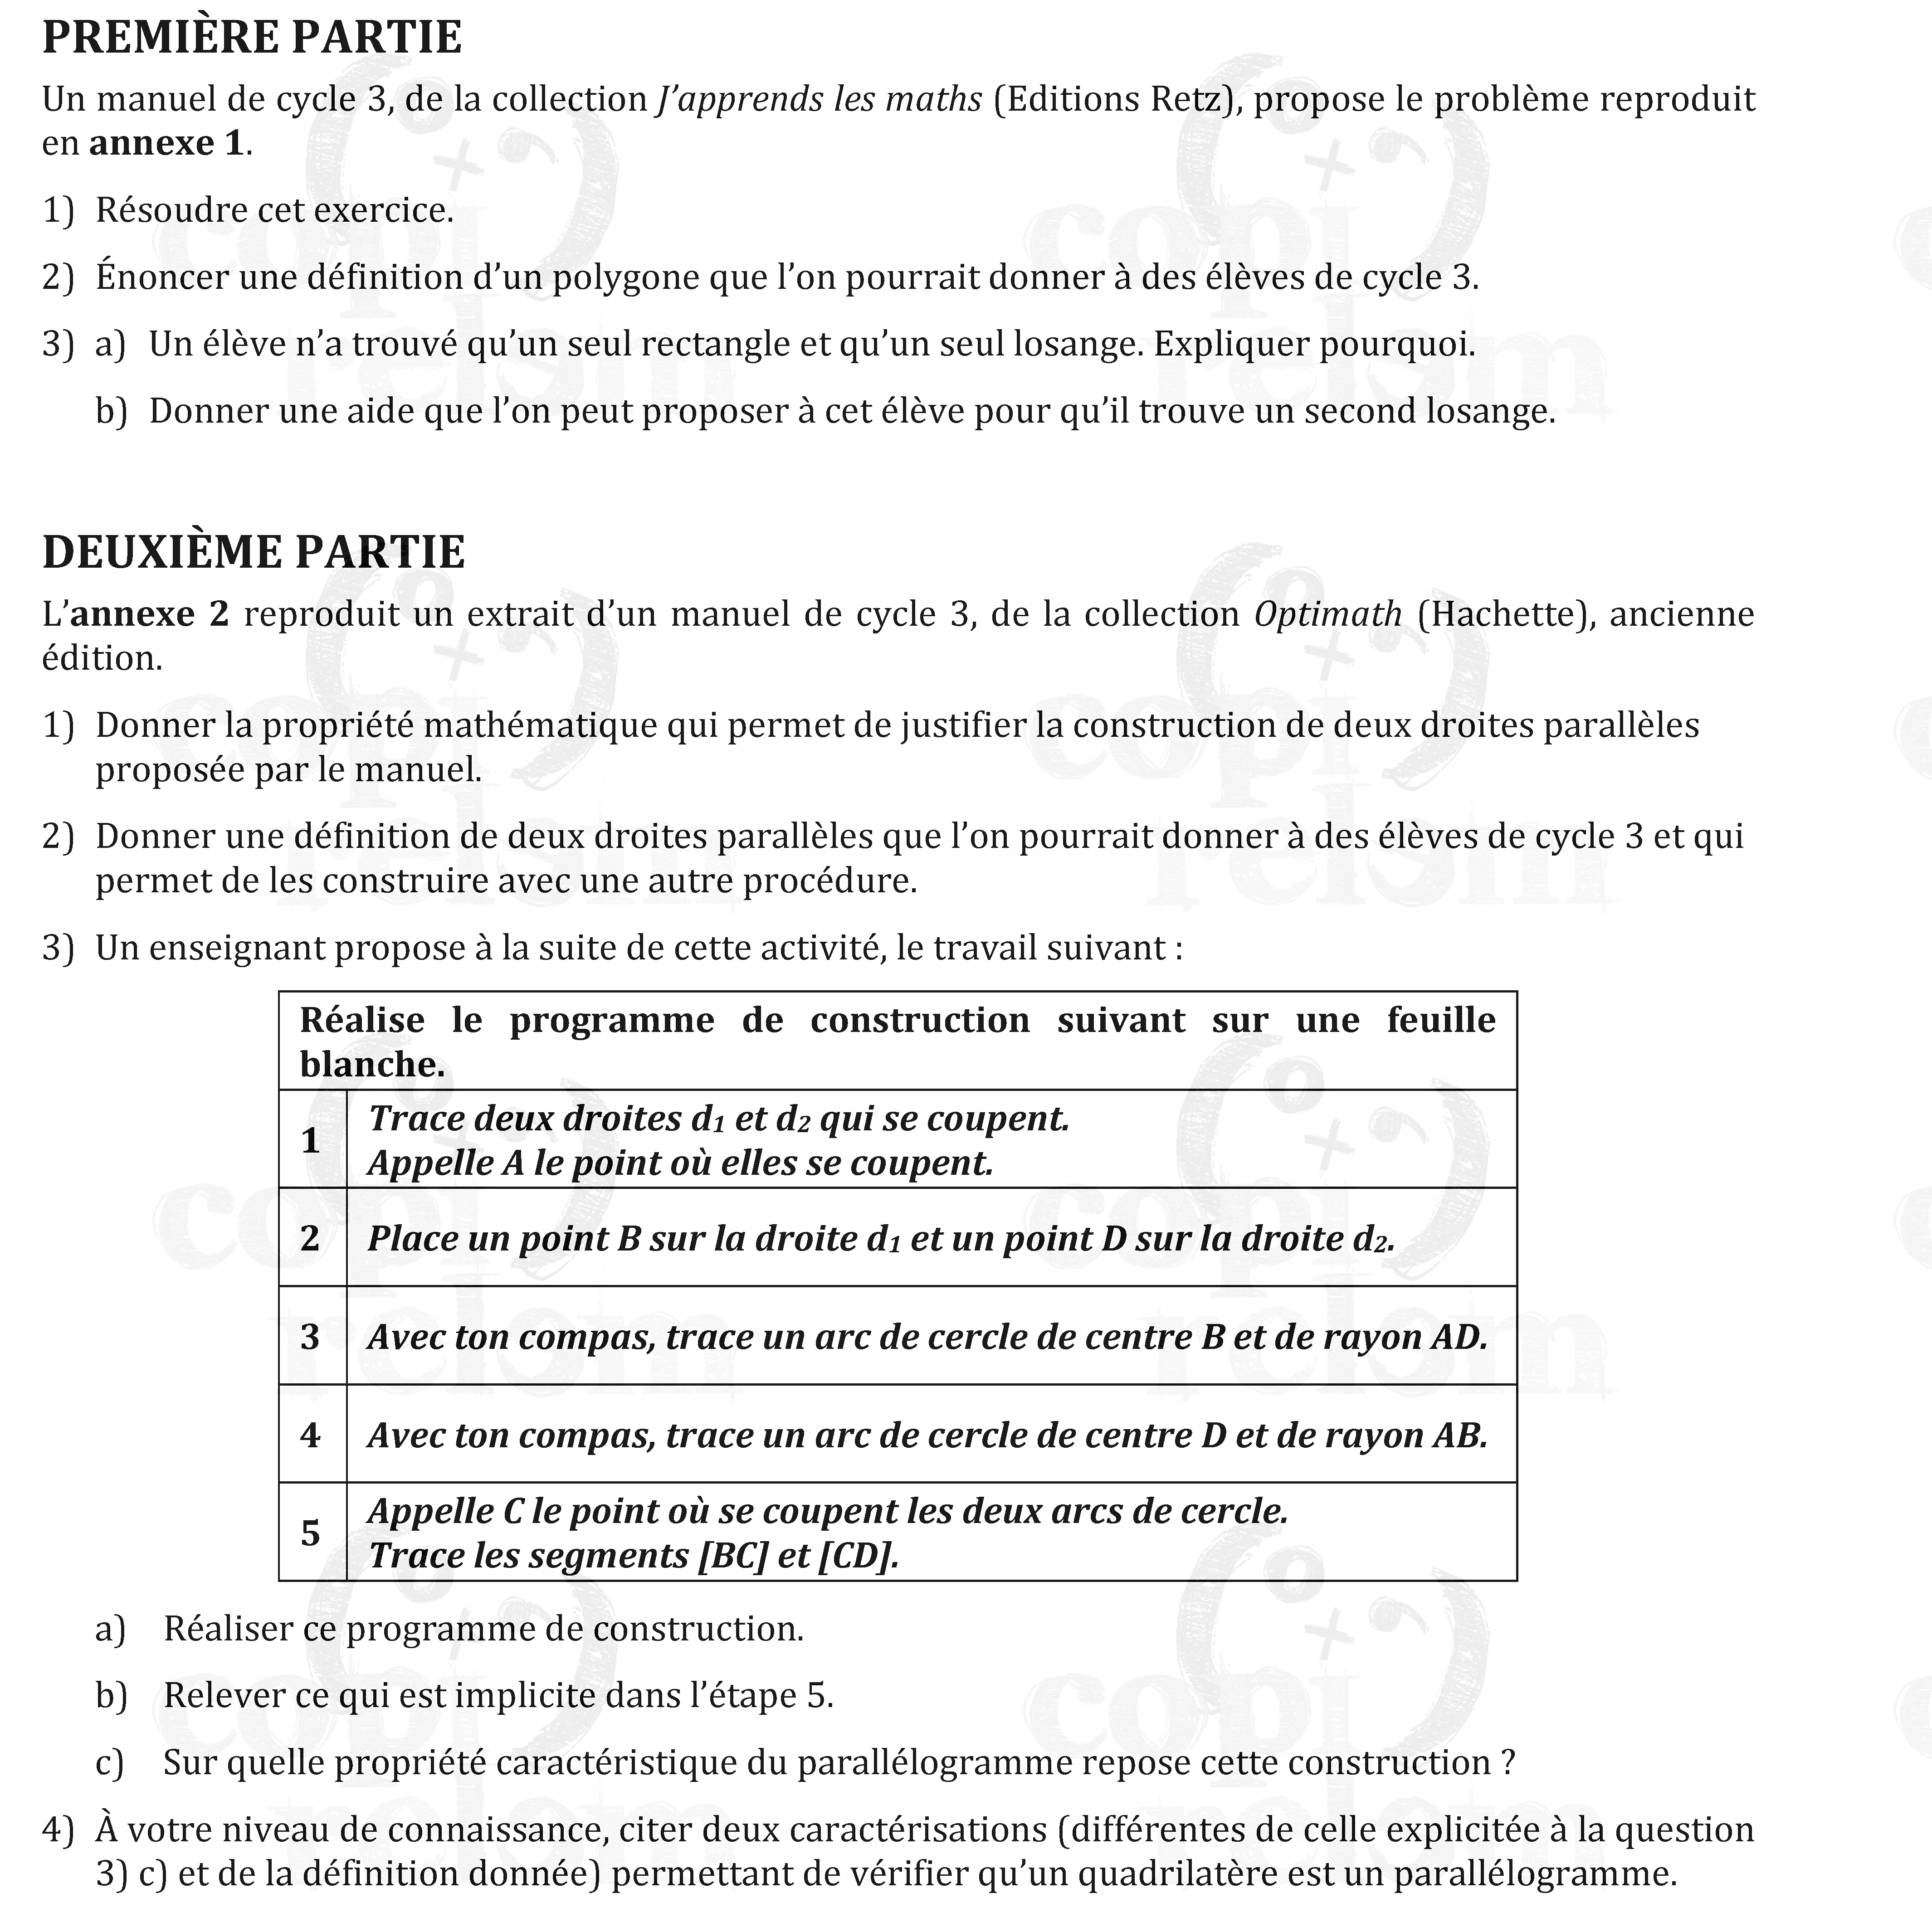 PREMIÈRE PARTIE
Un manuel de cycle 3, de la collection J’apprends les maths (Editions Retz), propose le problème reproduit
en annexe 1.
1) Résoudre cet exercice.
2) Énoncer une définition d’un polygone que l’on pourrait donner à des élèves de cycle 3.
3) a) Un élève n’a trouvé qu’un seul rectangle et qu’un seul losange. Expliquer pourquoi.
b) Donner une aide que l’on peut proposer à cet élève pour qu’il trouve un second losange.
DEUXIÈME PARTIE
L’annexe 2 reproduit un extrait d’un manuel de cycle 3, de la collection Optimath (Hachette), ancienne
édition.
1) Donner la propriété mathématique qui permet de justifier la construction de deux droites parallèles
proposée par le manuel.
2) Donner une définition de deux droites parallèles que l’on pourrait donner à des élèves de cycle 3 et qui
permet de les construire avec une autre procédure.
3) Un enseignant propose à la suite de cette activité, le travail suivant :
Réalise le programme de construction suivant sur une feuille
blanche.
1 Trace deux droites d1 et d2 qui se coupent.
Appelle A le point où elles se coupent.
2 Place un point B sur la droite d1 et un point D sur la droite d2.
3 Avec ton compas, trace un arc de cercle de centre B et de rayon AD.
4 Avec ton compas, trace un arc de cercle de centre D et de rayon AB.
5 Appelle C le point où se coupent les deux arcs de cercle.
Trace les segments [BC] et [CD].
a) Réaliser ce programme de construction.
b) Relever ce qui est implicite dans l’étape 5.
c) Sur quelle propriété caractéristique du parallélogramme repose cette construction ?
4) À votre niveau de connaissance, citer deux caractérisations (différentes de celle explicitée à la question
3) c) et de la définition donnée) permettant de vérifier qu’un quadrilatère est un parallélogramme.